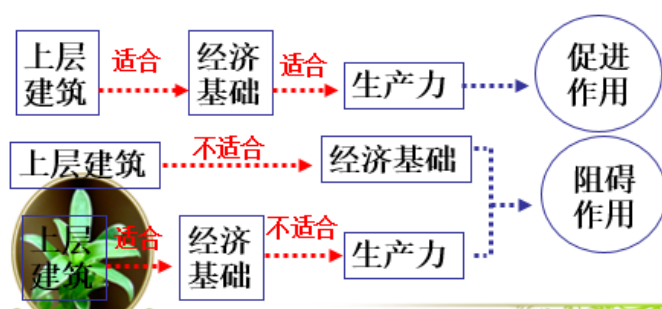 上层
建筑
适合
经济
基础
适合
生产力
促进
作用
上层建筑
不适合
经济基础
阻碍
作用
上层
建筑
适合
经济
基础
不适合
生产力